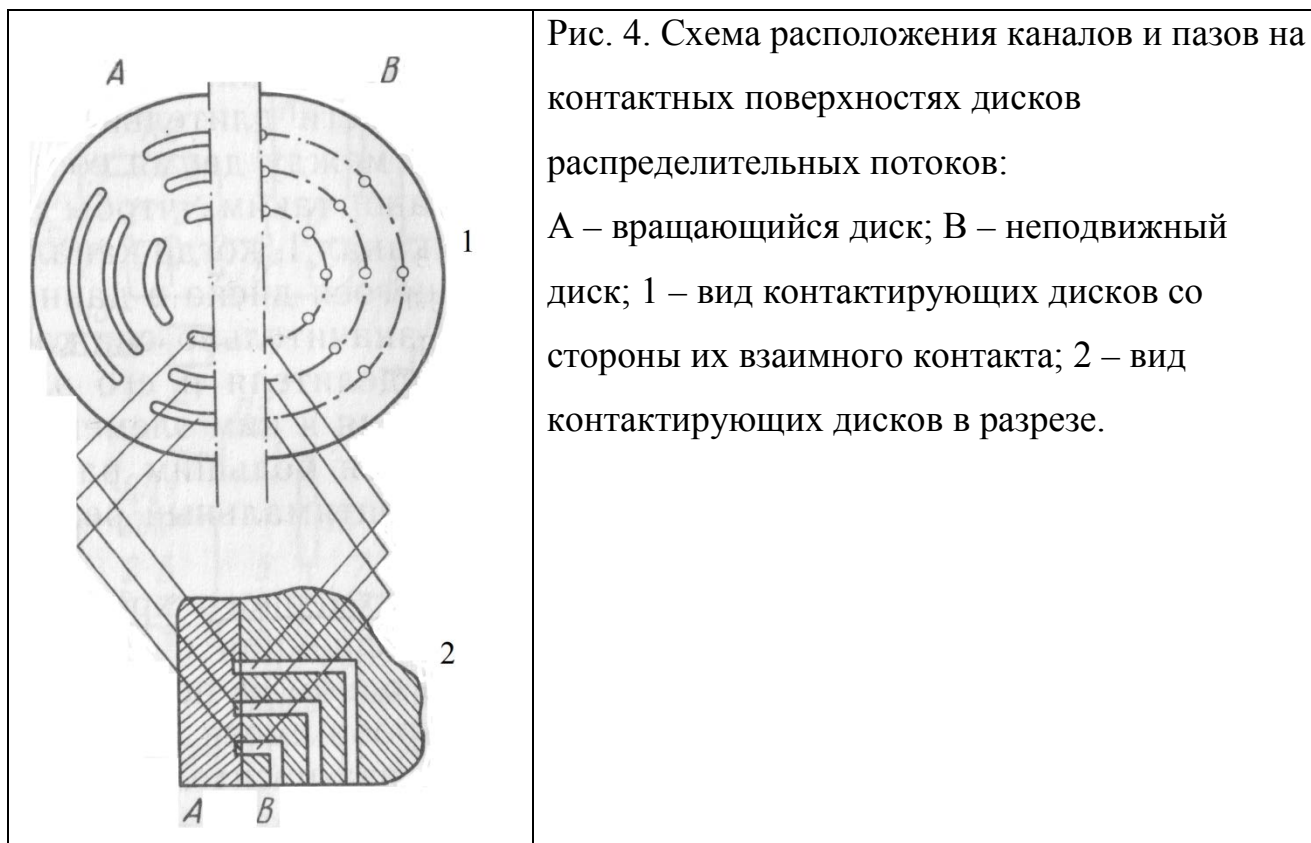 A
B
1
2
A
B
Рис. 4. Схема расположения каналов и пазов на
контактных поверхностях дисков
распределительных потоков:
А – вращающийся диск; В – неподвижный
диск; 1 – вид контактирующих дисков со
стороны их взаимного контакта; 2 – вид
контактирующих дисков в разрезе.